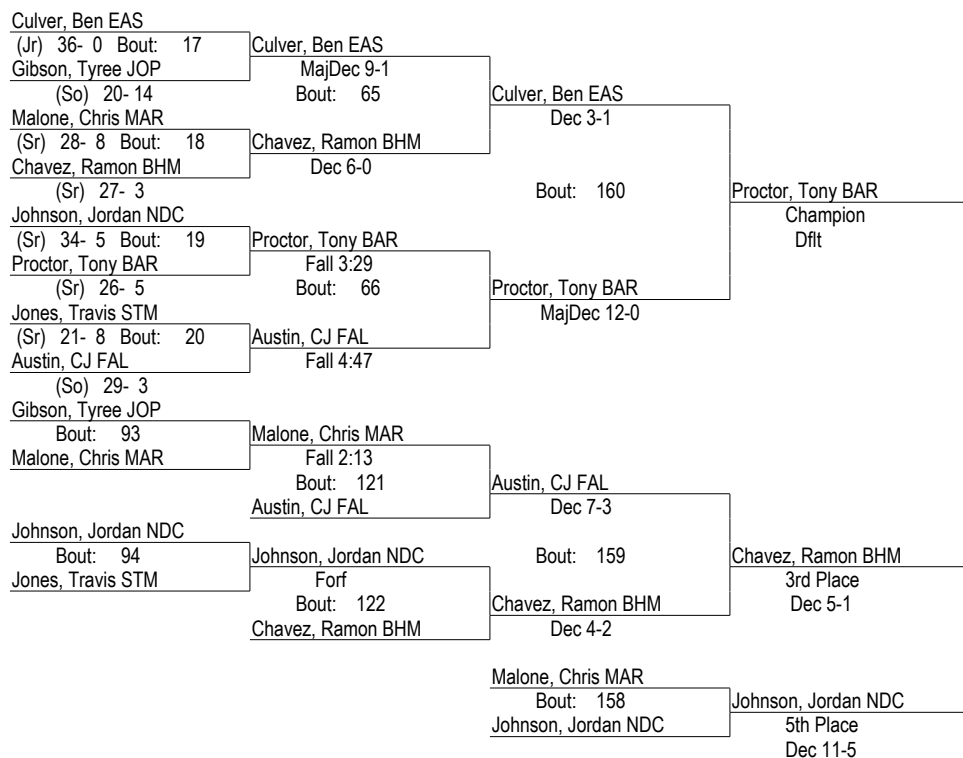 Culver, Ben EAS
(Jr) 36- 0 Bout: 17
Culver, Ben EAS
Gibson, Tyree JOP
MajDec 9-1
(So) 20- 14
Bout: 65
Culver, Ben EAS
Malone, Chris MAR
Dec 3-1
(Sr) 28- 8 Bout: 18
Chavez, Ramon BHM
Chavez, Ramon BHM
Dec 6-0
(Sr) 27- 3
Bout: 160
Proctor, Tony BAR
Johnson, Jordan NDC
Champion
(Sr) 34- 5 Bout: 19
Proctor, Tony BAR
Dflt
Proctor, Tony BAR
Fall 3:29
(Sr) 26- 5
Bout: 66
Proctor, Tony BAR
Jones, Travis STM
MajDec 12-0
(Sr) 21- 8 Bout: 20
Austin, CJ FAL
Austin, CJ FAL
Fall 4:47
(So) 29- 3
Gibson, Tyree JOP
Bout: 93
Malone, Chris MAR
Malone, Chris MAR
Fall 2:13
Bout: 121
Austin, CJ FAL
Austin, CJ FAL
Dec 7-3
Johnson, Jordan NDC
Bout: 94
Johnson, Jordan NDC
Bout: 159
Chavez, Ramon BHM
Jones, Travis STM
Forf
3rd Place
Bout: 122
Chavez, Ramon BHM
Dec 5-1
Chavez, Ramon BHM
Dec 4-2
Malone, Chris MAR
Bout: 158
Johnson, Jordan NDC
Johnson, Jordan NDC
5th Place
Dec 11-5